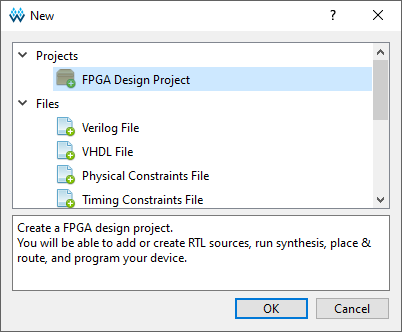 New
?
Projects
FPGA Design Project
Files
Verilog File
VHDL File
Physical Constraints File
Timing Constraints File
Create a FPGA design project.
You will be able to add or create RTL sources, run synthesis, place &
route, and program your device.
OK
Cancel